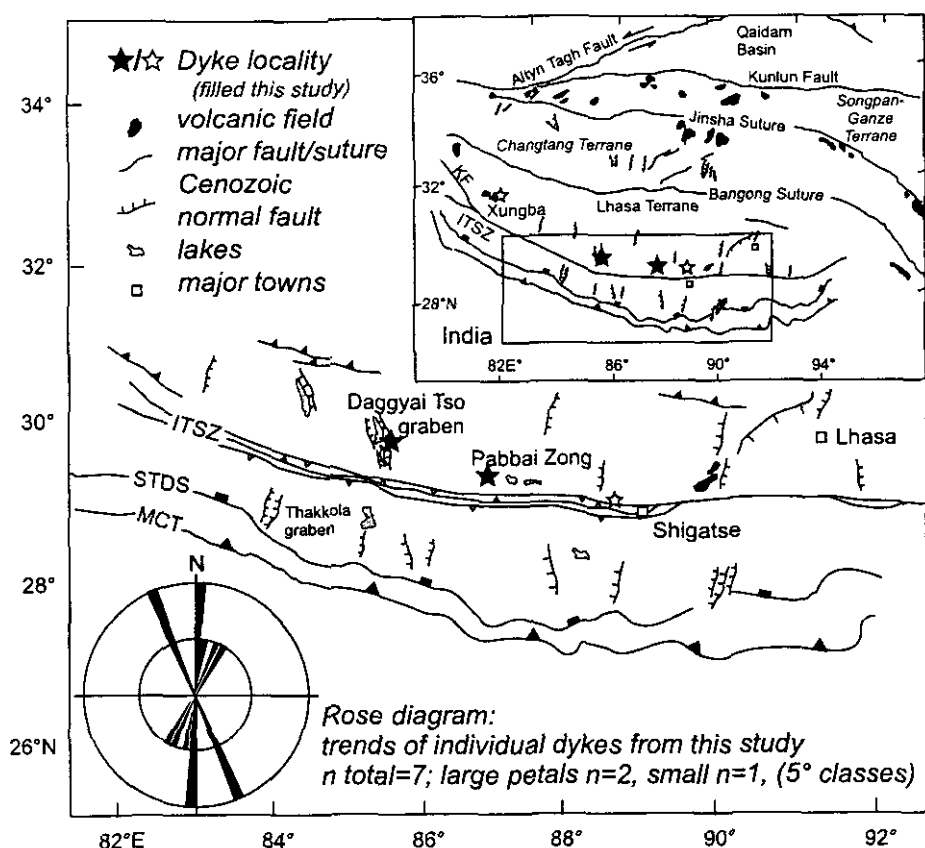 ★/☆ Dyke locality
(filled this study)
volcanic field
major fault/suture
Cenozoic
normal fault
lakes
major towns
Altyn Tagh Fault
Qaidam
Basin
36°
Kunlun Fault
Songpan-
Ganze
Terrane
Jinsha Suture
Changtang Terrane
KF
32°
Bangong Suture
Xungba
Lhasa Terrane
ITSZ
28°N
India
82E
86°
90°
94°
34°
32°
30°
28°
26°N
Daggyai Tso
graben
Lhasa
ITSZ
Pabbai Zong
STDS
Thakkola
graben
Shigatse
MCT
N
Rose diagram:
trends of individual dykes from this study
n total=7; large petals n=2, small n=1, (5° classes)
82°E
84°
86°
88°
90°
92°